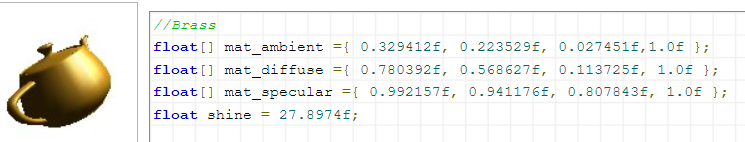 //Brass
float[] mat_ambient ={ 0.329412f, 0.223529f, 0.027451f,1.0f };
float[] mat_diffuse ={ 0.780392f, 0.568627f, 0.113725f, 1.0f };
float[] mat_specular ={ 0.992157f, 0.941176f, 0.807843f, 1.0f };
float shine = 27.8974f;